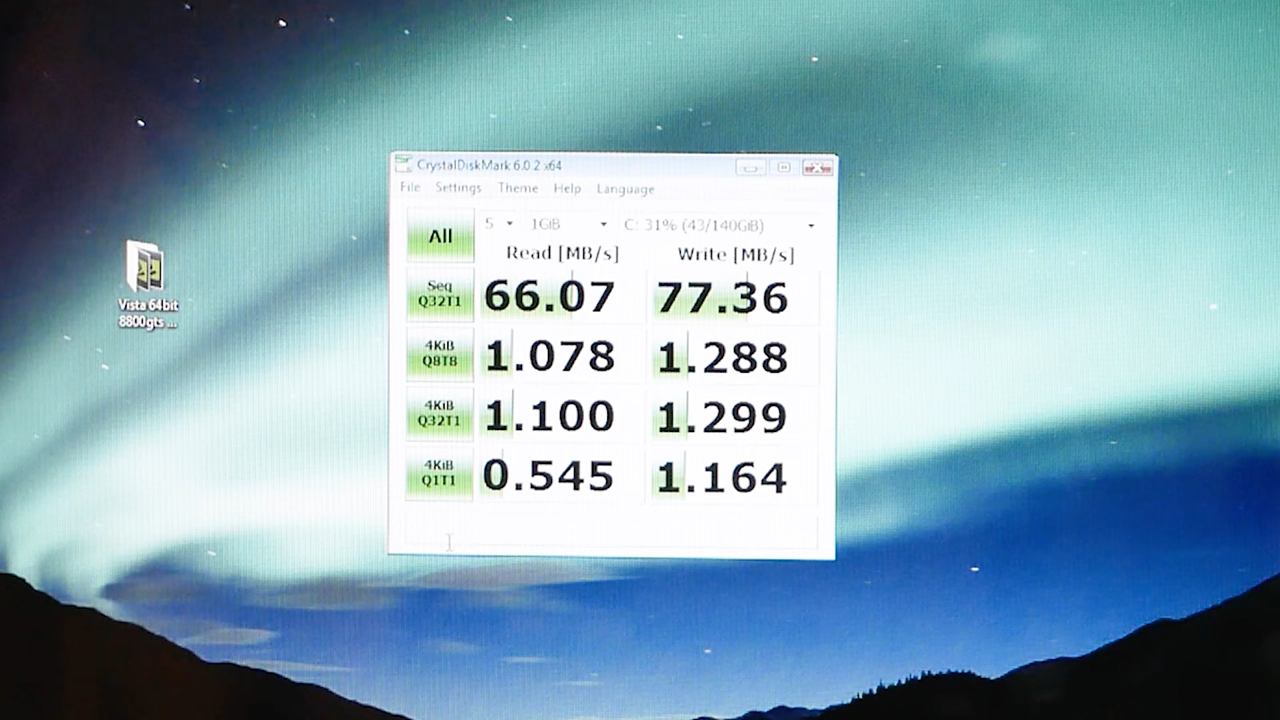 CrystalDiskMark 6.0.2 x64
File Settings Theme Help Language
All
5 1GiB C: 31% (43/140GiB)
Read [MB/s] Write [MB/s]
Seq
Q32T1
66.07 77.36
4KiB
Q8T8
1.078 1.288
4KiB
Q32T1
1.100 1.299
4KiB
Q1T1
0.545 1.164
Vista 64bit
8800gts ...